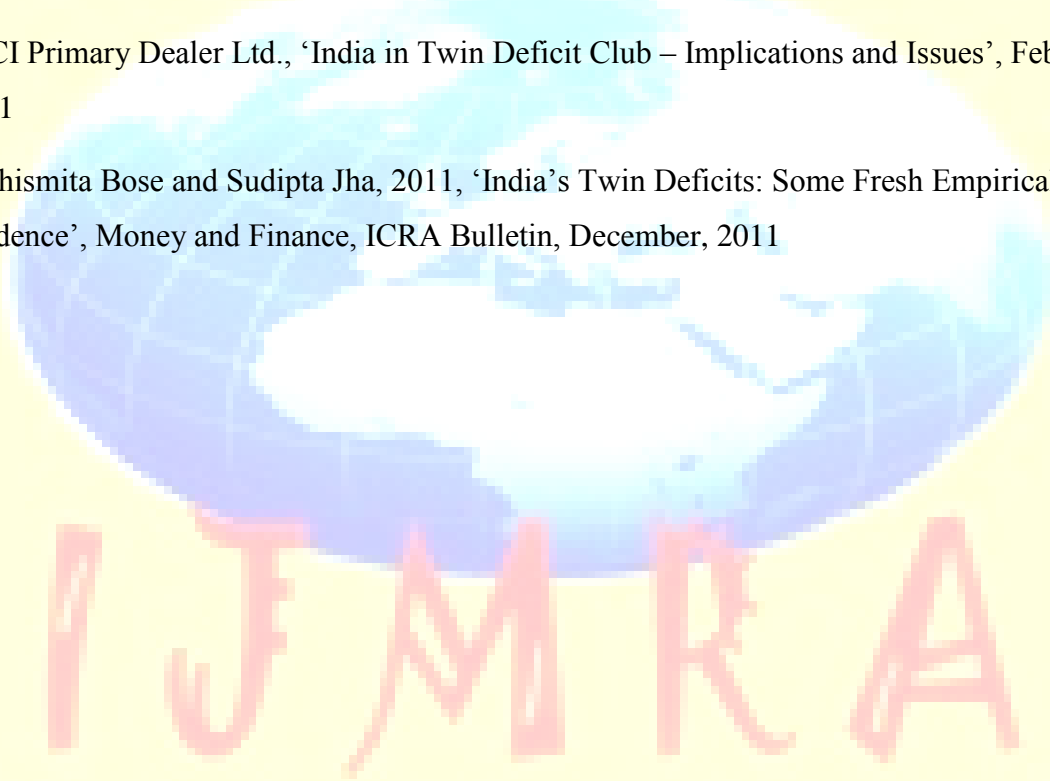 CI Primary Dealer Ltd., ‘India in Twin Deficit Club – Implications and Issues’, Feb
1
hismita Bose and Sudipta Jha, 2011, ‘India’s Twin Deficits: Some Fresh Empirica
dence’, Money and Finance, ICRA Bulletin, December, 2011
IJMRA